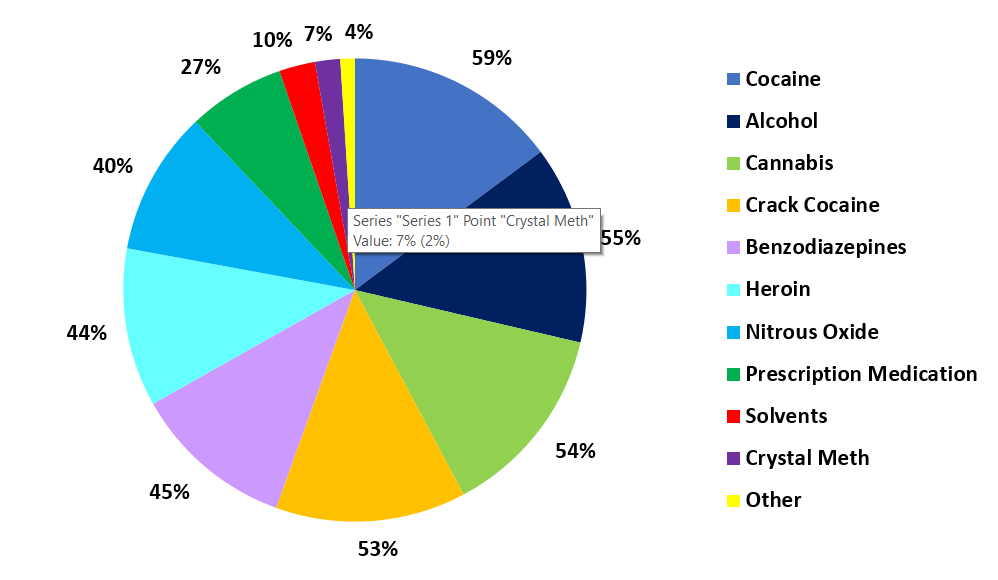 4%
7%
10%
59%
27%
Cocaine
Alcohol
40%
Cannabis
Crack Cocaine
Series "Series 1" Point "Crystal Meth"
Value: 7% (2%)
55%
Benzodiazepines
Heroin
44%
Nitrous Oxide
Prescription Medication
Solvents
54%
Crystal Meth
45%
Other
53%